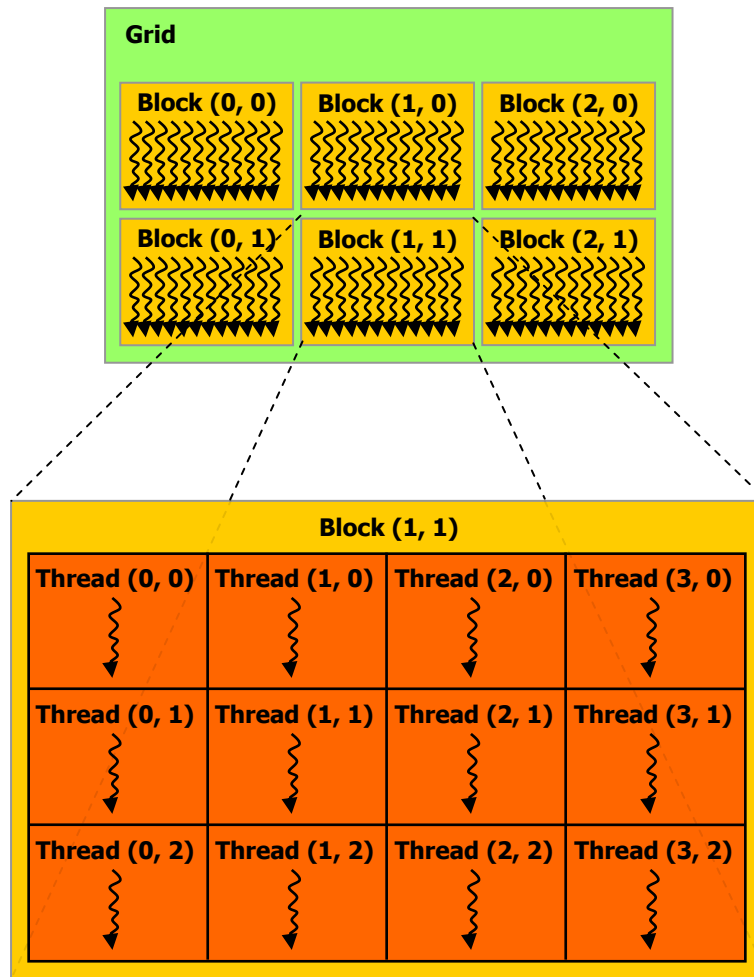 Grid
Block (0, 0) Block (1, 0) Block (2, 0)
Block (0, 1) Block (1, 1) Block (2, 1)
Block (1, 1)
Thread (0, 0) Thread (1, 0) Thread (2, 0) Thread (3, 0)
Thread (0, 1) Thread (1, 1) Thread (2, 1) Thread (3, 1)
Thread (0, 2) Thread (1, 2) Thread (2, 2) Thread (3, 2)